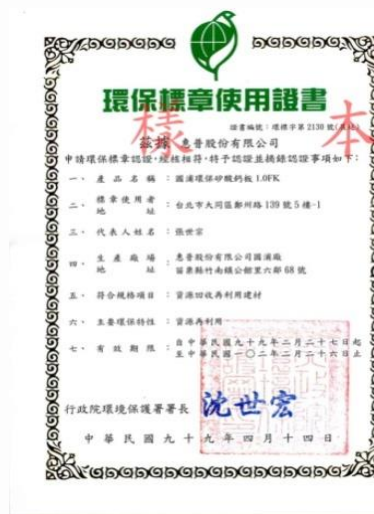 環保標章使用證書
樣本
證書編號：環標字第2130號
茲據 惠普股份有限公司
申請環保標章認證，經核相符，特予認證並摘錄認證事項如下：
一、產品名稱：國浦環保矽酸鈣板1.0FK
二、標章使用者地址：台北市大同區鄭州路139號5樓-1
三、代表人姓名：張世宗
四、生產廠場地址：惠普股份有限公司國浦廠
苗栗縣竹南鎮公館里六鄰68號
五、符合規格項目：資源回收再利用建材
六、主要環保特性：資源再利用
七、有效期限：自中華民國九十九年二月二十七日起
至中華民國一〇二年二月二十六日止
行政院環境保護署署長 沈世宏
中華民國九十九年四月十四日